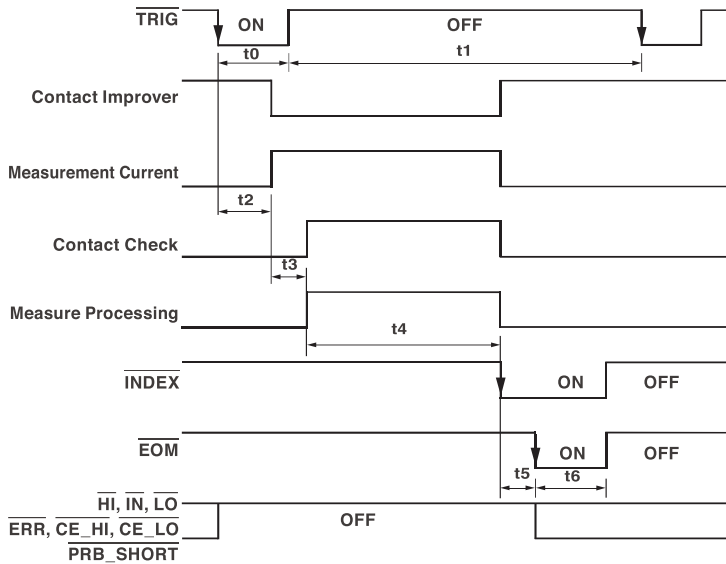 TRIG ON OFF
t0 t1
Contact Improver
Measurement Current
t2
Contact Check
t3
Measure Processing
t4
INDEX ON OFF
EOM ON OFF
t5 t6
HI, IN, LO
ERR, CE_HI, CE_LO OFF
PRB_SHORT